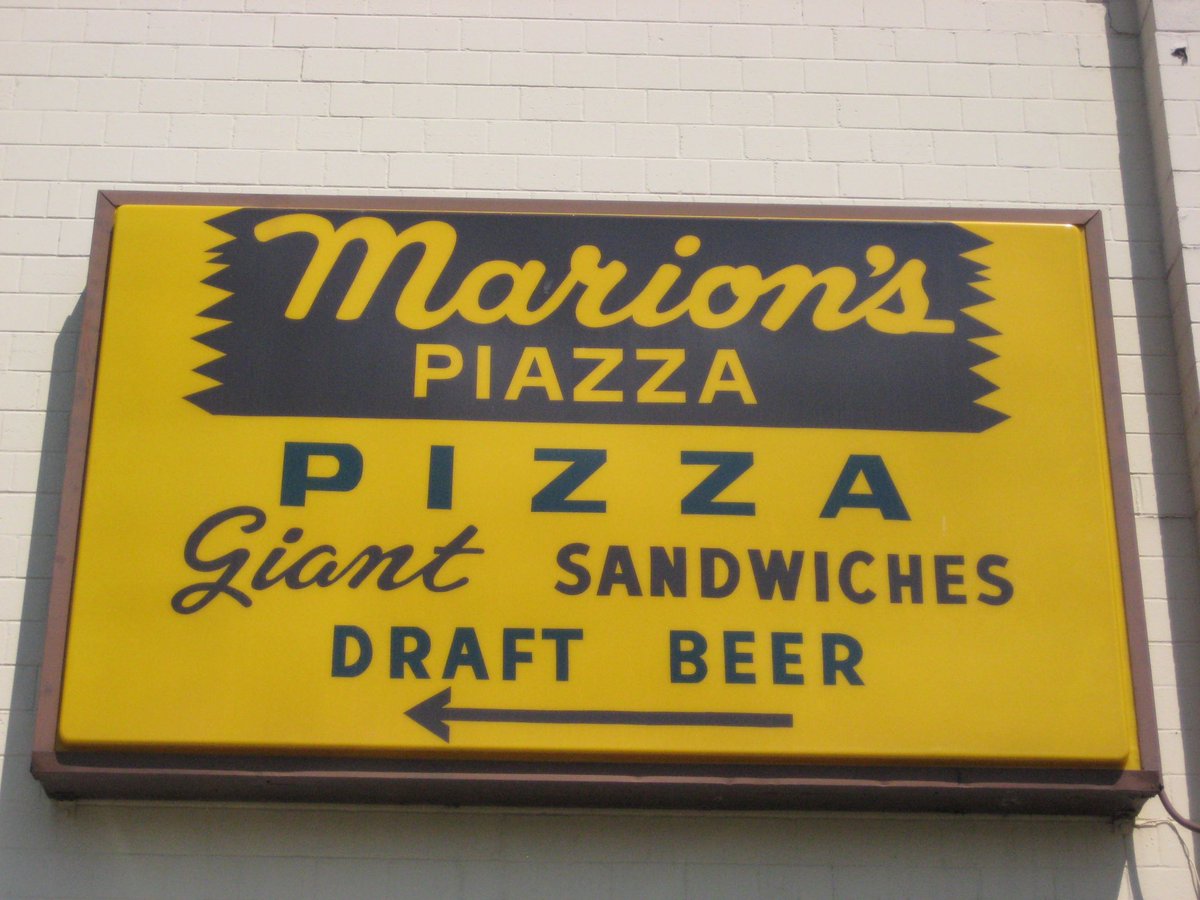 Marion's
PIAZZA
PIZZA
Giant SANDWICHES
DRAFT BEER